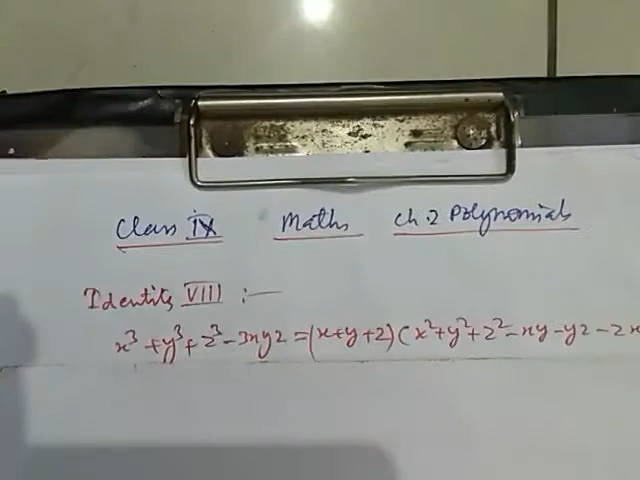 Class IX Maths Ch. 2 Polynomials
Identity VIII :—
x³ + y³ + z³ - 3xyz = (x+y+z) (x²+y²+z² - xy - yz - zx